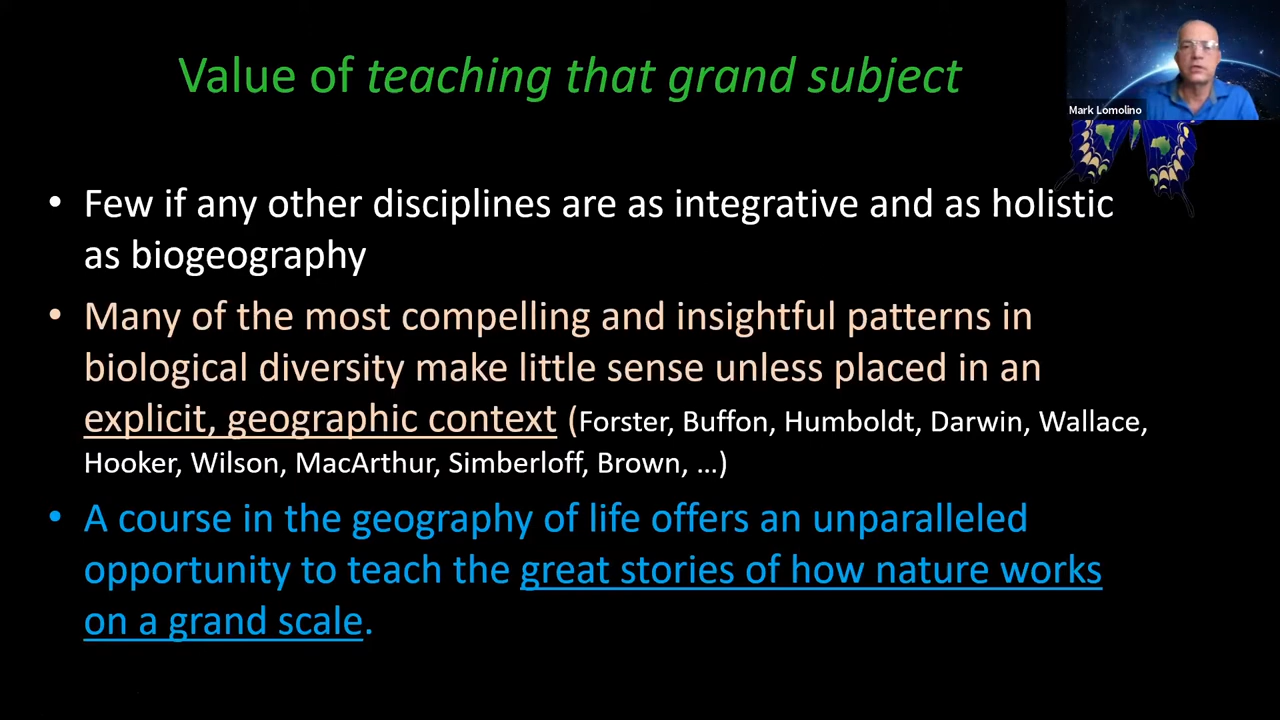 Value of teaching that grand subject
Mark Lomolino
• Few if any other disciplines are as integrative and as holistic
as biogeography
• Many of the most compelling and insightful patterns in
biological diversity make little sense unless placed in an
explicit, geographic context (Forster, Buffon, Humboldt, Darwin, Wallace,
Hooker, Wilson, MacArthur, Simberloff, Brown, …)
• A course in the geography of life offers an unparalleled
opportunity to teach the great stories of how nature works
on a grand scale.